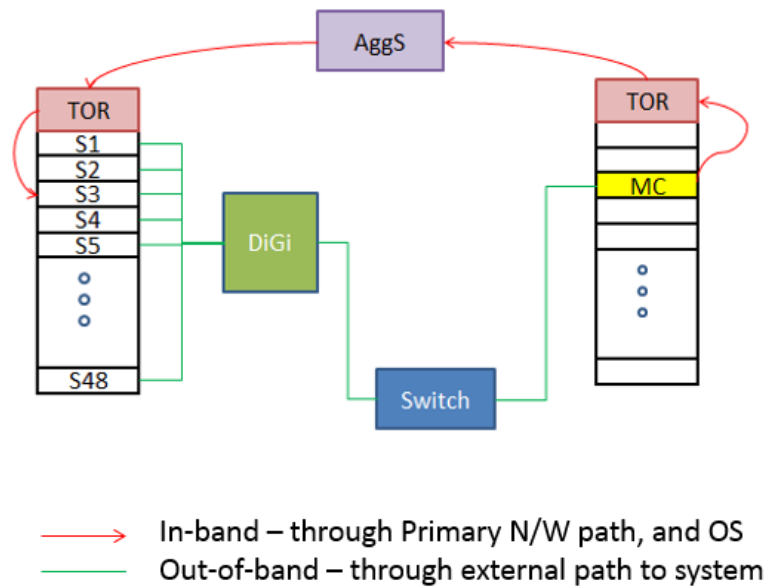 AggS
TOR
S1
S2
S3
S4
S5
S48
DiGi
Switch
TOR
MC
In-band – through Primary N/W path, and OS
Out-of-band – through external path to system